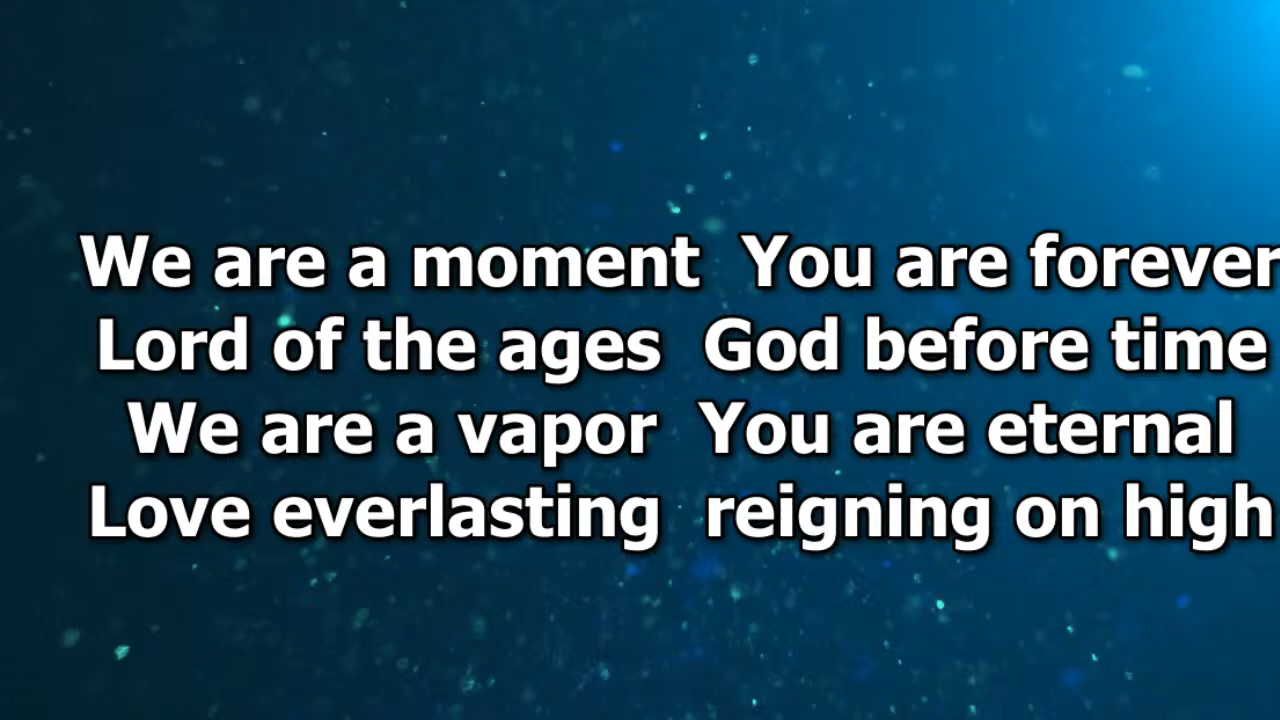 We are a moment  You are forever
Lord of the ages  God before time
We are a vapor  You are eternal
Love everlasting  reigning on high